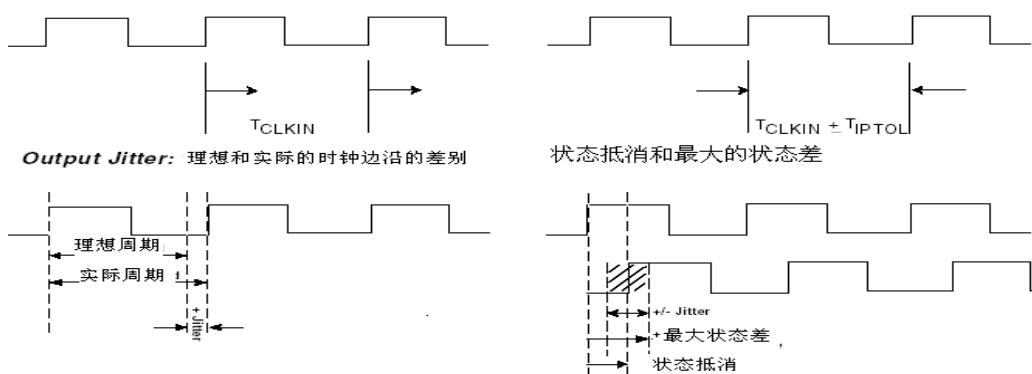 TCLKIN
TCLKIN ± TIPTOL
Output Jitter: 理想和实际的时钟边沿的差别
状态抵消和最大的状态差
理想周期
实际周期
+ Jitter
+/- Jitter
+最大状态差,
状态抵消